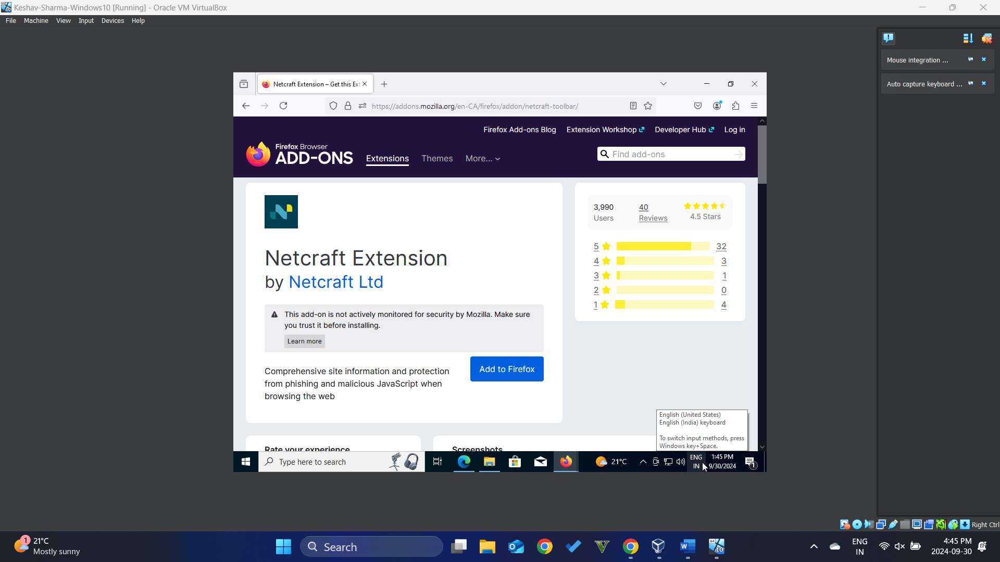 Keshav-Sharma-Windows10 [Running] - Oracle VM VirtualBox
File Machine View Input Devices Help
Mouse integration ...
Auto capture keyboard ...
Netcraft Extension – Get this Ext
https://addons.mozilla.org/en-CA/firefox/addon/netcraft-toolbar/
Firefox Add-ons Blog Extension Workshop Developer Hub Log in
Firefox Browser
ADD-ONS
Extensions Themes More...
Find add-ons
3,990
Users
40
Reviews
4.5 Stars
5 32
4 3
3 1
2 0
1 4
Netcraft Extension
by Netcraft Ltd
This add-on is not actively monitored for security by Mozilla. Make sure
you trust it before installing.
Learn more
Comprehensive site information and protection
from phishing and malicious JavaScript when
browsing the web
Add to Firefox
Rate your experience
Screenshots
English (United States)
English (India) keyboard
To switch input methods, press
Windows key+Space.
Type here to search
21°C
ENG
IN
1:45 PM
9/30/2024
1
Right Ctrl
1
21°C
Mostly sunny
Search
64
10
ENG
IN
4:45 PM
2024-09-30